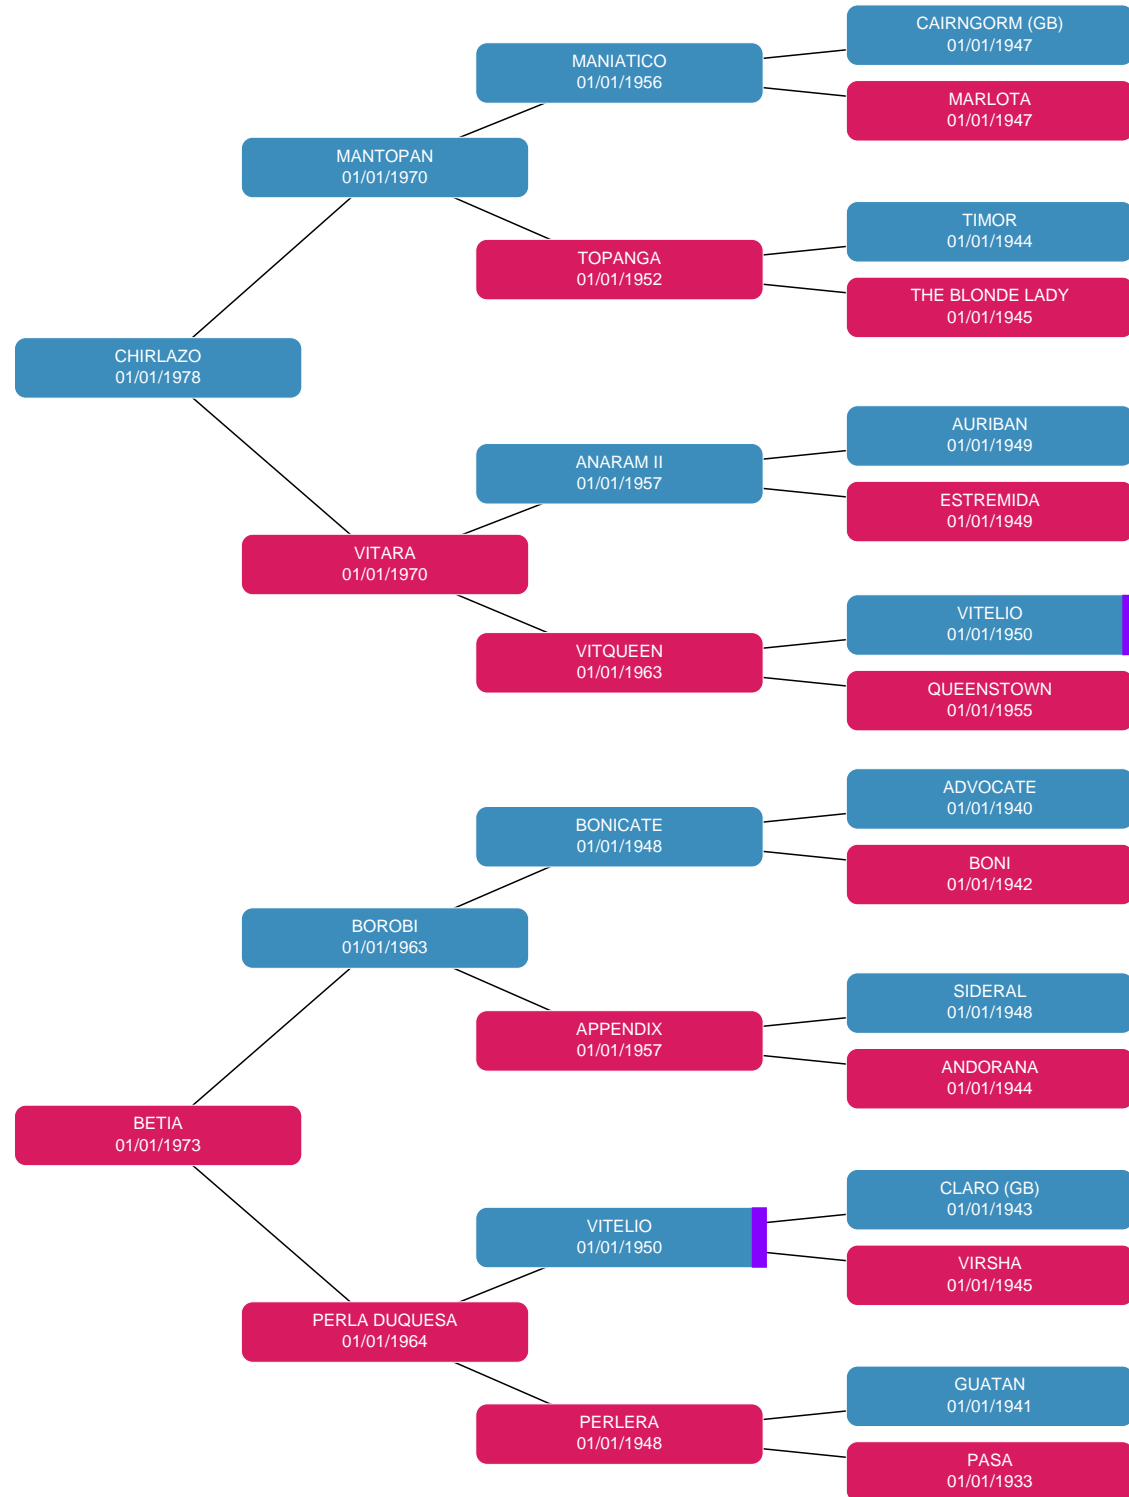 CAIRNGORM (GB)
01/01/1947
MANIATICO
01/01/1956
MARLOTA
01/01/1947
MANTOPAN
01/01/1970
TIMOR
01/01/1944
TOPANGA
01/01/1952
THE BLONDE LADY
01/01/1945
CHIRLAZO
01/01/1978
AURIBAN
01/01/1949
ANARAM II
01/01/1957
ESTREMIDA
01/01/1949
VITARA
01/01/1970
VITELIO
01/01/1950
VITQUEEN
01/01/1963
QUEENSTOWN
01/01/1955
ADVOCATE
01/01/1940
BONICATE
01/01/1948
BONI
01/01/1942
BOROBI
01/01/1963
SIDERAL
01/01/1948
APPENDIX
01/01/1957
ANDORANA
01/01/1944
BETIA
01/01/1973
CLARO (GB)
01/01/1943
VITELIO
01/01/1950
VIRSHA
01/01/1945
PERLA DUQUESA
01/01/1964
GUATAN
01/01/1941
PERLERA
01/01/1948
PASA
01/01/1933